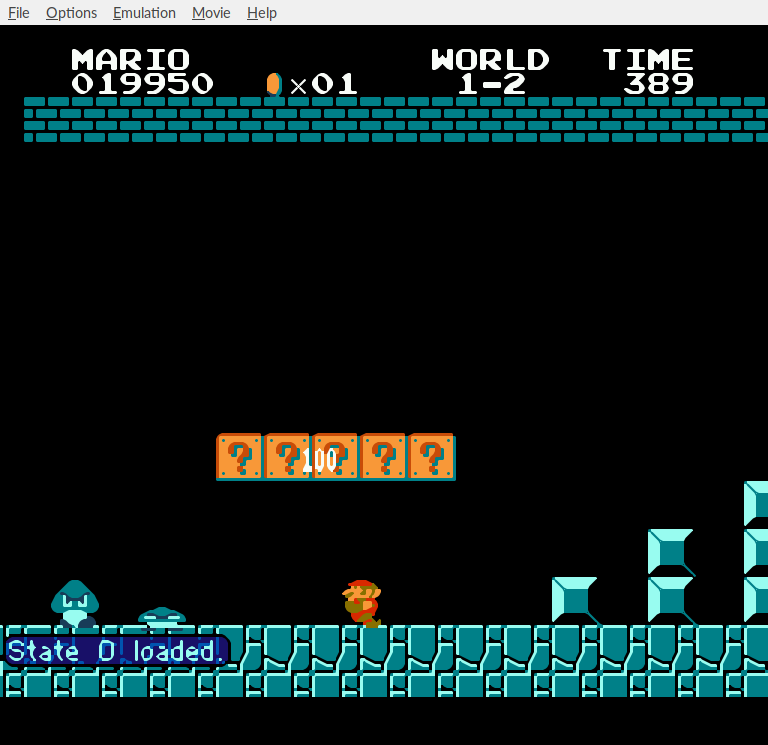 File Options Emulation Movie Help
MARIO WORLD TIME
019950 ×01 1-2 389
? ? ? ? ?
100
State 0 loaded.